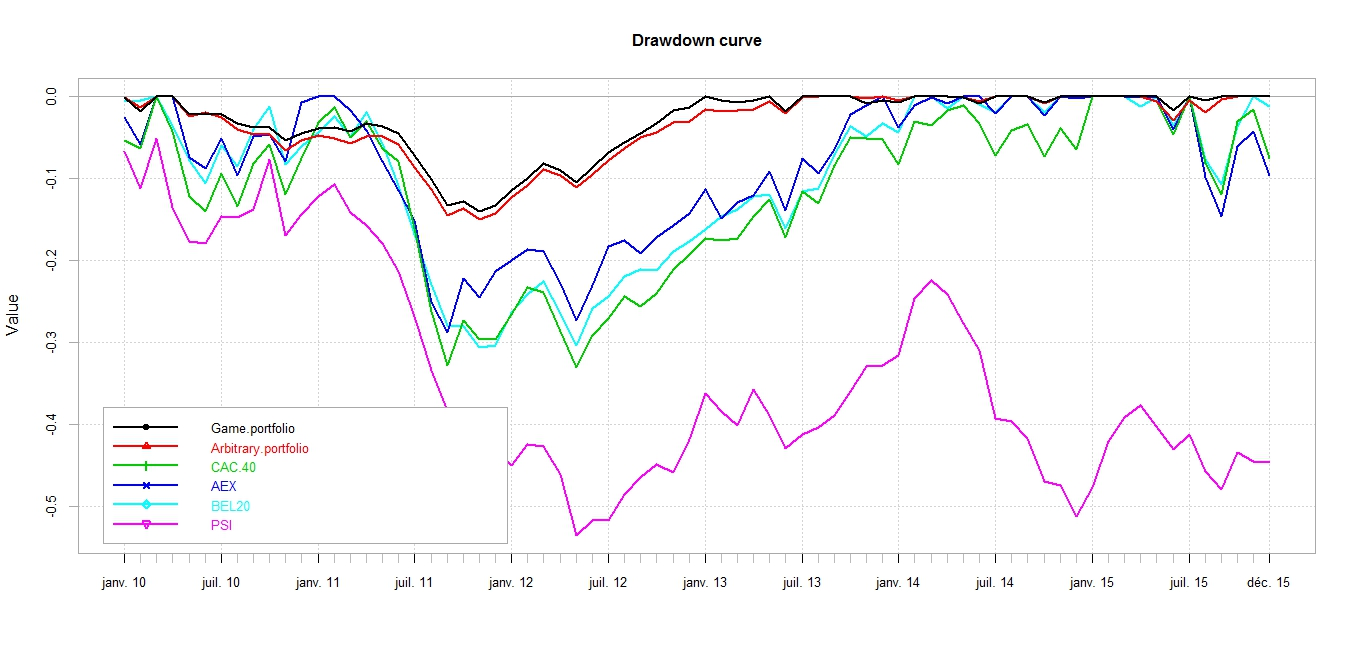 Drawdown curve
Value
0.0
-0.1
-0.2
-0.3
-0.4
-0.5
Game.portfolio
Arbitrary.portfolio
CAC.40
AEX
BEL20
PSI
janv. 10 juil. 10 janv. 11 juil. 11 janv. 12 juil. 12 janv. 13 juil. 13 janv. 14 juil. 14 janv. 15 juil. 15 déc. 15